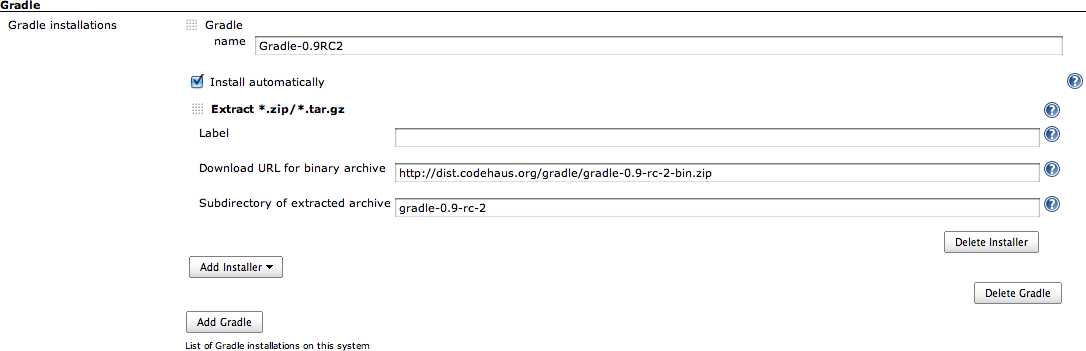 Gradle
Gradle installations
Gradle
name
Gradle-0.9RC2
Install automatically
Extract *.zip/*.tar.gz
Label
Download URL for binary archive
http://dist.codehaus.org/gradle/gradle-0.9-rc-2-bin.zip
Subdirectory of extracted archive
gradle-0.9-rc-2
Delete Installer
Add Installer
Delete Gradle
Add Gradle
List of Gradle installations on this system